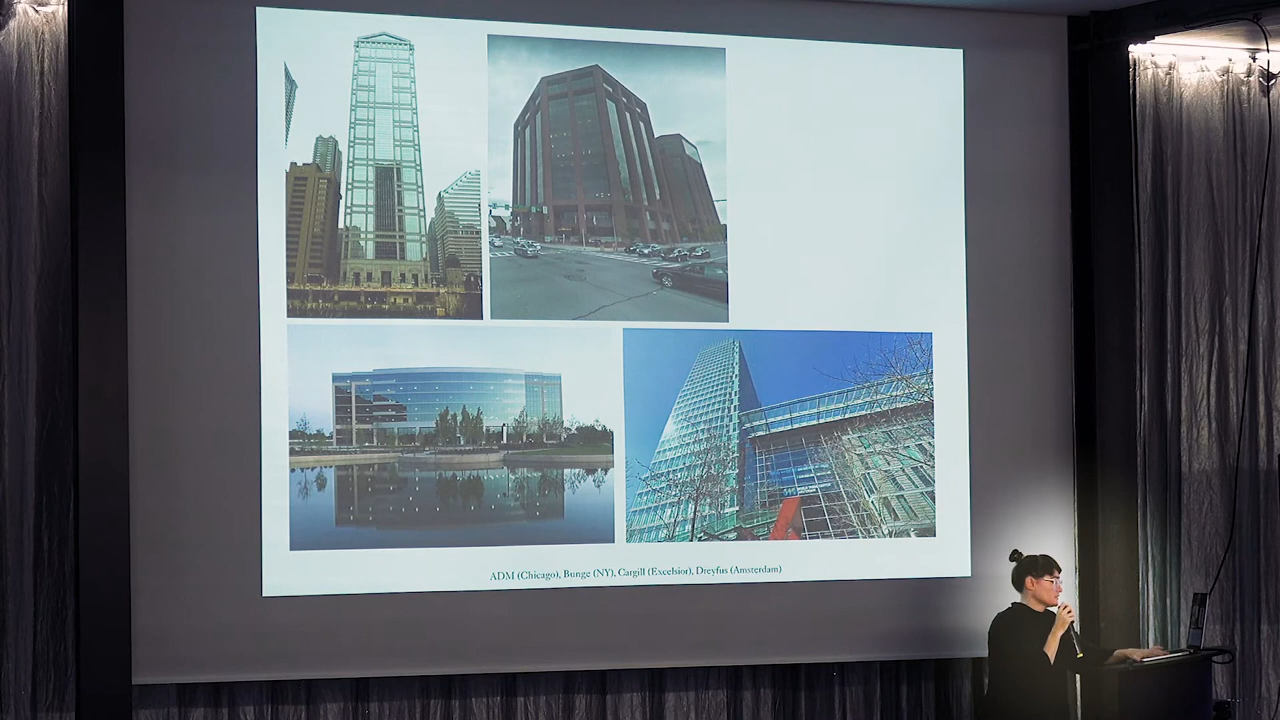 ADM (Chicago), Bunge (NY), Cargill (Excelsior), Dreyfus (Amsterdam)